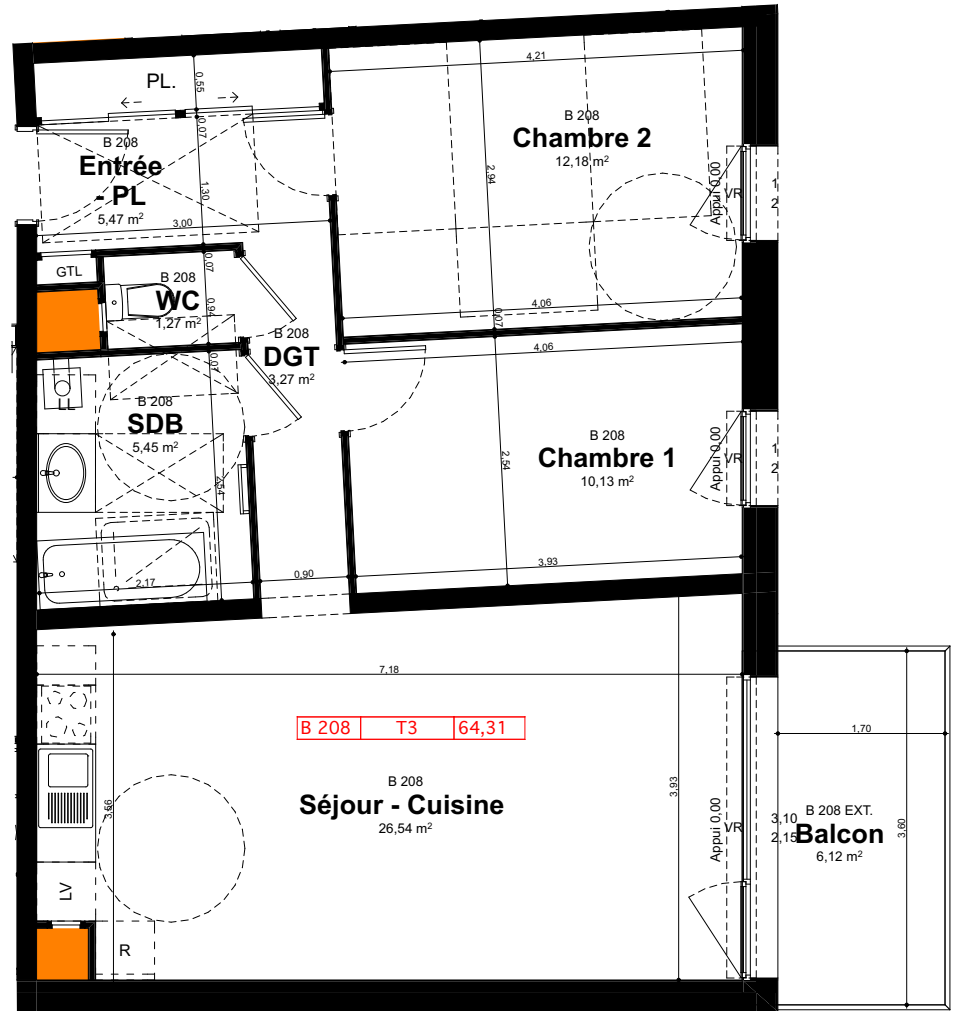 PL.
0,55
4,21
B 208
Entrée
-
PL
5,47 m²
0,07
1,30
3,00
B 208
Chambre 2
12,18 m²
2,94
Appui 0,00
VR
1
2
GTL
0,07
B 208
WC
1,27 m²
0,94
B 208
DGT
3,27 m²
4,06
0,07
4,06
0,07
LL
B 208
SDB
5,45 m²
2,54
B 208
Chambre 1
10,13 m²
2,54
Appui 0,00
VR
1
2
2,17
0,90
3,93
7,18
B 208 T3 64,31
B 208
Séjour - Cuisine
26,54 m²
3,56
3,93
Appui 0,00
VR
3,10
2,15
1,70
B 208 EXT.
Balcon
6,12 m²
3,60
LV
R